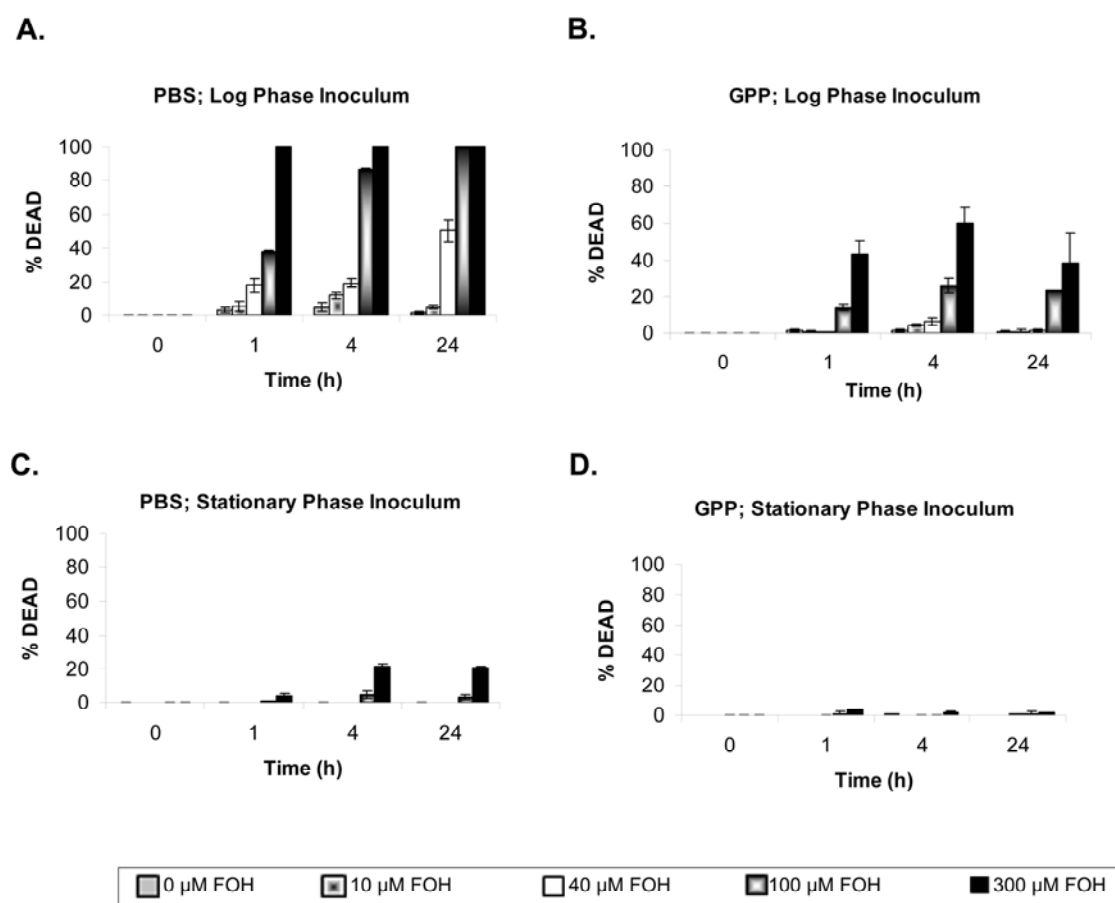 A.
PBS; Log Phase Inoculum
100
80
60
40
20
0
% DEAD
0 1 4 24
Time (h)
B.
GPP; Log Phase Inoculum
100
80
60
40
20
0
% DEAD
0 1 4 24
Time (h)
C.
PBS; Stationary Phase Inoculum
100
80
60
40
20
0
% DEAD
0 1 4 24
Time (h)
D.
GPP; Stationary Phase Inoculum
100
80
60
40
20
0
% DEAD
0 1 4 24
Time (h)
0 µM FOH 10 µM FOH 40 µM FOH 100 µM FOH 300 µM FOH